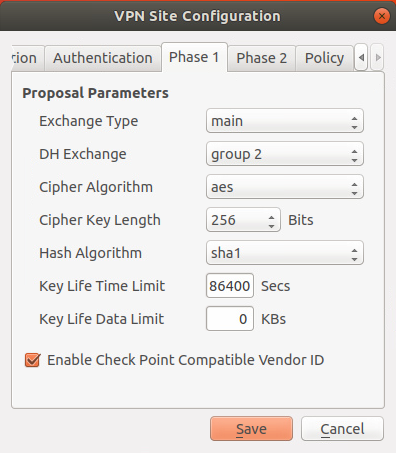 VPN Site Configuration
tion Authentication Phase 1 Phase 2 Policy
Proposal Parameters
Exchange Type main
DH Exchange group 2
Cipher Algorithm aes
Cipher Key Length 256 Bits
Hash Algorithm sha1
Key Life Time Limit 86400 Secs
Key Life Data Limit 0 KBs
Enable Check Point Compatible Vendor ID
Save Cancel